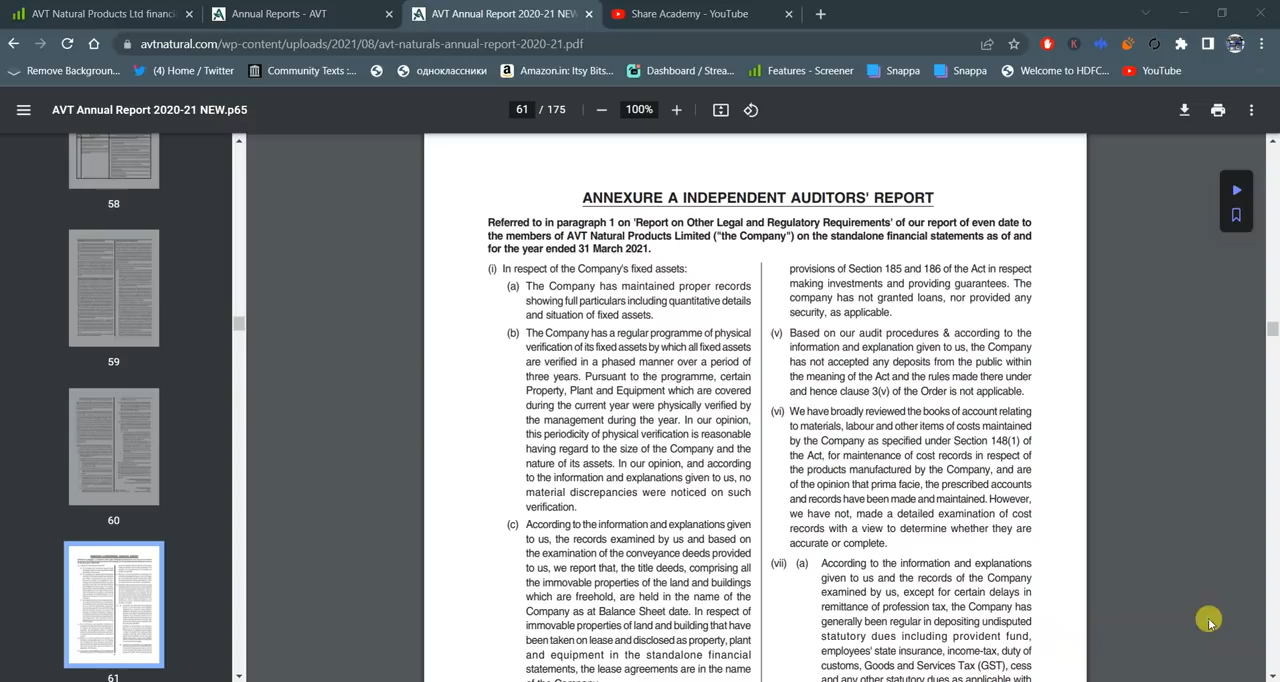 AVT Natural Products Ltd financi
Annual Reports - AVT
AVT Annual Report 2020-21 NEW
Share Academy - YouTube
avtnatural.com/wp-content/uploads/2021/08/avt-naturals-annual-report-2020-21.pdf
Remove Backgroun...
(4) Home / Twitter
Community Texts :...
одноклассники
Amazon.in: Itsy Bits...
Dashboard / Strea...
Features - Screener
Snappa
Snappa
Welcome to HDFC...
YouTube
AVT Annual Report 2020-21 NEW.p65
61 / 175
100%
58
59
60
61
ANNEXURE A INDEPENDENT AUDITORS' REPORT
Referred to in paragraph 1 on 'Report on Other Legal and Regulatory Requirements' of our report of even date to
the members of AVT Natural Products Limited ("the Company") on the standalone financial statements as of and
for the year ended 31 March 2021.
(i) In respect of the Company's fixed assets:
(a) The Company has maintained proper records
showing full particulars including quantitative details
and situation of fixed assets.
(b) The Company has a regular programme of physical
verification of its fixed assets by which all fixed assets
are verified in a phased manner over a period of
three years. Pursuant to the programme, certain
Property, Plant and Equipment which are covered
during the current year were physically verified by
the management during the year. In our opinion,
this periodicity of physical verification is reasonable
having regard to the size of the Company and the
nature of its assets. In our opinion, and according
to the information and explanations given to us, no
material discrepancies were noticed on such
verification.
(c) According to the information and explanations given
to us, the records examined by us and based on
the examination of the conveyance deeds provided
to us, we report that, the title deeds, comprising all
the immovable properties of the land and buildings
which are freehold, are held in the name of the
Company as at Balance Sheet date. In respect of
immovable properties of land and building that have
been taken on lease and disclosed as property, plant
and equipment in the standalone financial
statements, the lease agreements are in the name
of the Company.
provisions of Section 185 and 186 of the Act in respect
making investments and providing guarantees. The
company has not granted loans, nor provided any
security, as applicable.
(v) Based on our audit procedures & according to the
information and explanation given to us, the Company
has not accepted any deposits from the public within
the meaning of the Act and the rules made there under
and hence clause 3(v) of the Order is not applicable.
(vi) We have broadly reviewed the books of account relating
to materials, labour and other items of costs maintained
by the Company as specified under Section 148(1) of
the Act, for maintenance of cost records in respect of
the products manufactured by the Company, and are
of the opinion that prima facie, the prescribed accounts
and records have been made and maintained. However,
we have not, made a detailed examination of cost
records with a view to determine whether they are
accurate or complete.
(vii) (a) According to the information and explanations
given to us and the records of the Company
examined by us, except for certain delays in
remittance of profession tax, the Company has
generally been regular in depositing undisputed
statutory dues including provident fund,
employees' state insurance, income-tax, duty of
customs, Goods and Services Tax (GST), cess
and any other statutory dues as applicable with